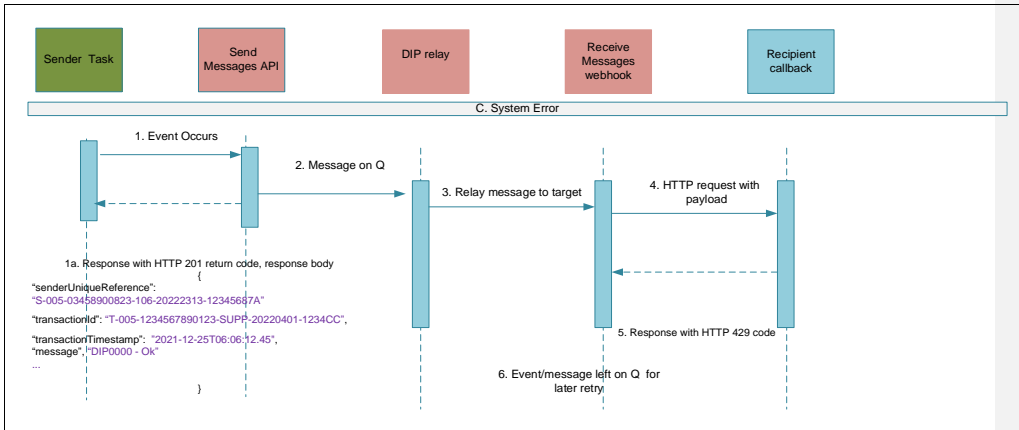 Sender Task
Send
Messages API
DIP relay
Receive
Messages
webhook
Recipient
callback
C. System Error
1. Event Occurs
2. Message on Q
3. Relay message to target
4. HTTP request with
payload
1a. Response with HTTP 201 return code, response body
{
“senderUniqueReference”:
“S-005-03458900823-106-20222313-12345687A”
“transactionId”: “T-005-1234567890123-SUPP-20220401-1234CC”,
“transactionTimestamp”: "2021-12-25T06:06:12.45”,
“message”, “DIP0000 - Ok”
...
}
5. Response with HTTP 429 code
6. Event/message left on Q for
later retry